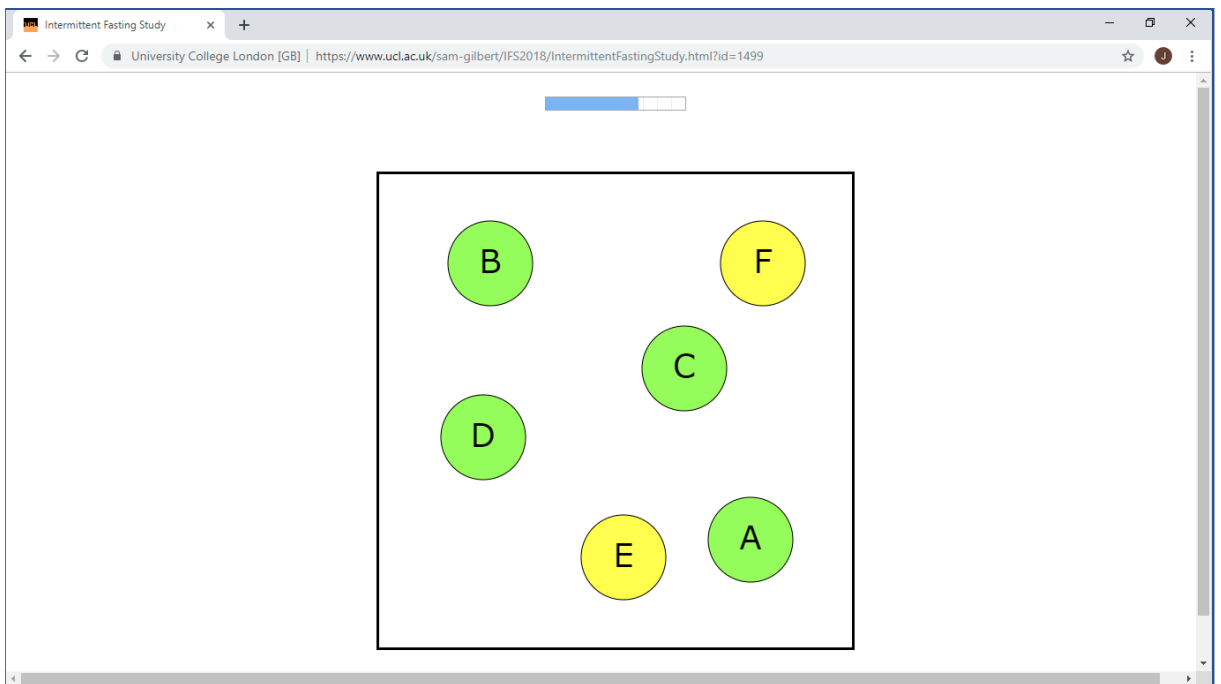 UCL Intermittent Fasting Study
University College London [GB] | https://www.ucl.ac.uk/sam-gilbert/IFS2018/IntermittentFastingStudy.html?id=1499 J
B F
C
D
A
E